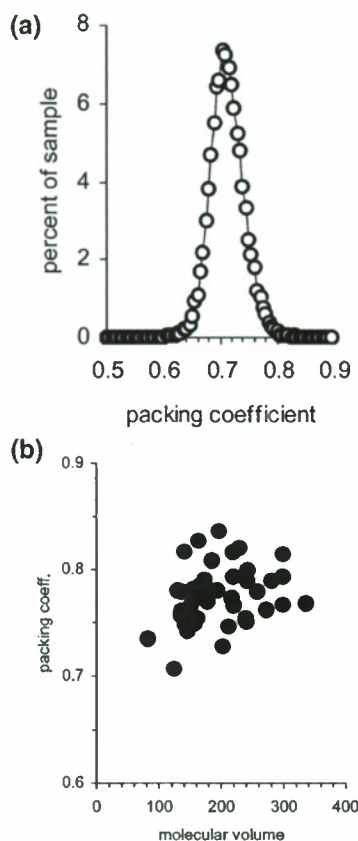 (a)
8
6
4
2
0
percent of sample
0.5 0.6 0.7 0.8 0.9
packing coefficient
(b)
0.9
0.8
0.7
0.6
packing coeff.
0 100 200 300 400
molecular volume